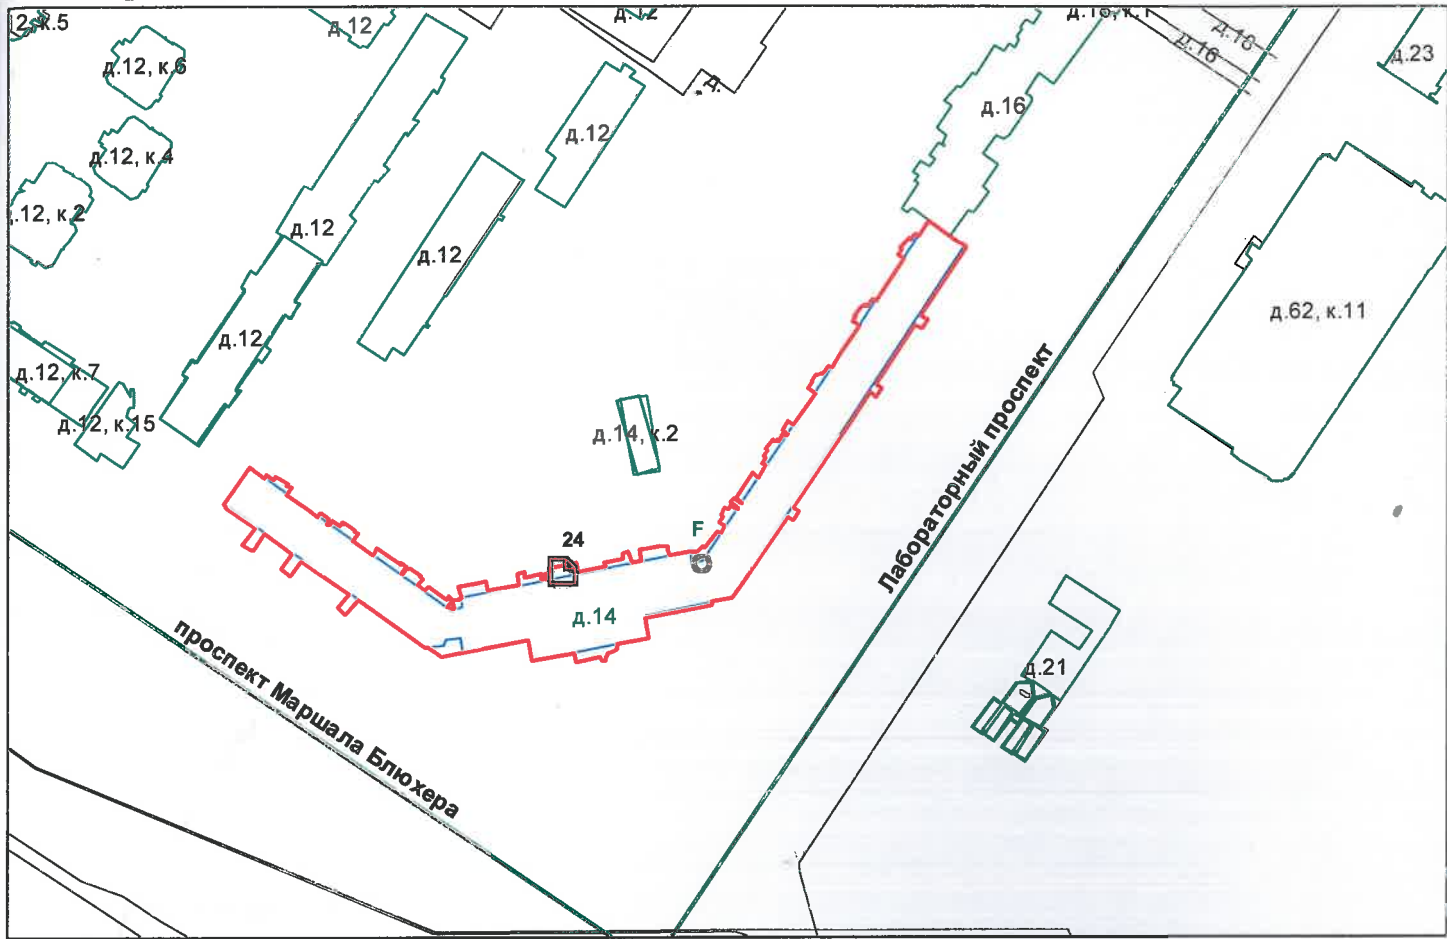 д.12
д.12
д.16, к.1
д.18
д.16
д.23
2, к.5
д.12, к.6
д.16
д.12
д.12, к.4
.12, к.2
д.12
д.12
д.62, к.11
д.12
д.12, к.7
д.12, к.15
д.14, к.2
Лабораторный проспект
24
F
д.14
д.21
проспект Маршала Блюхера